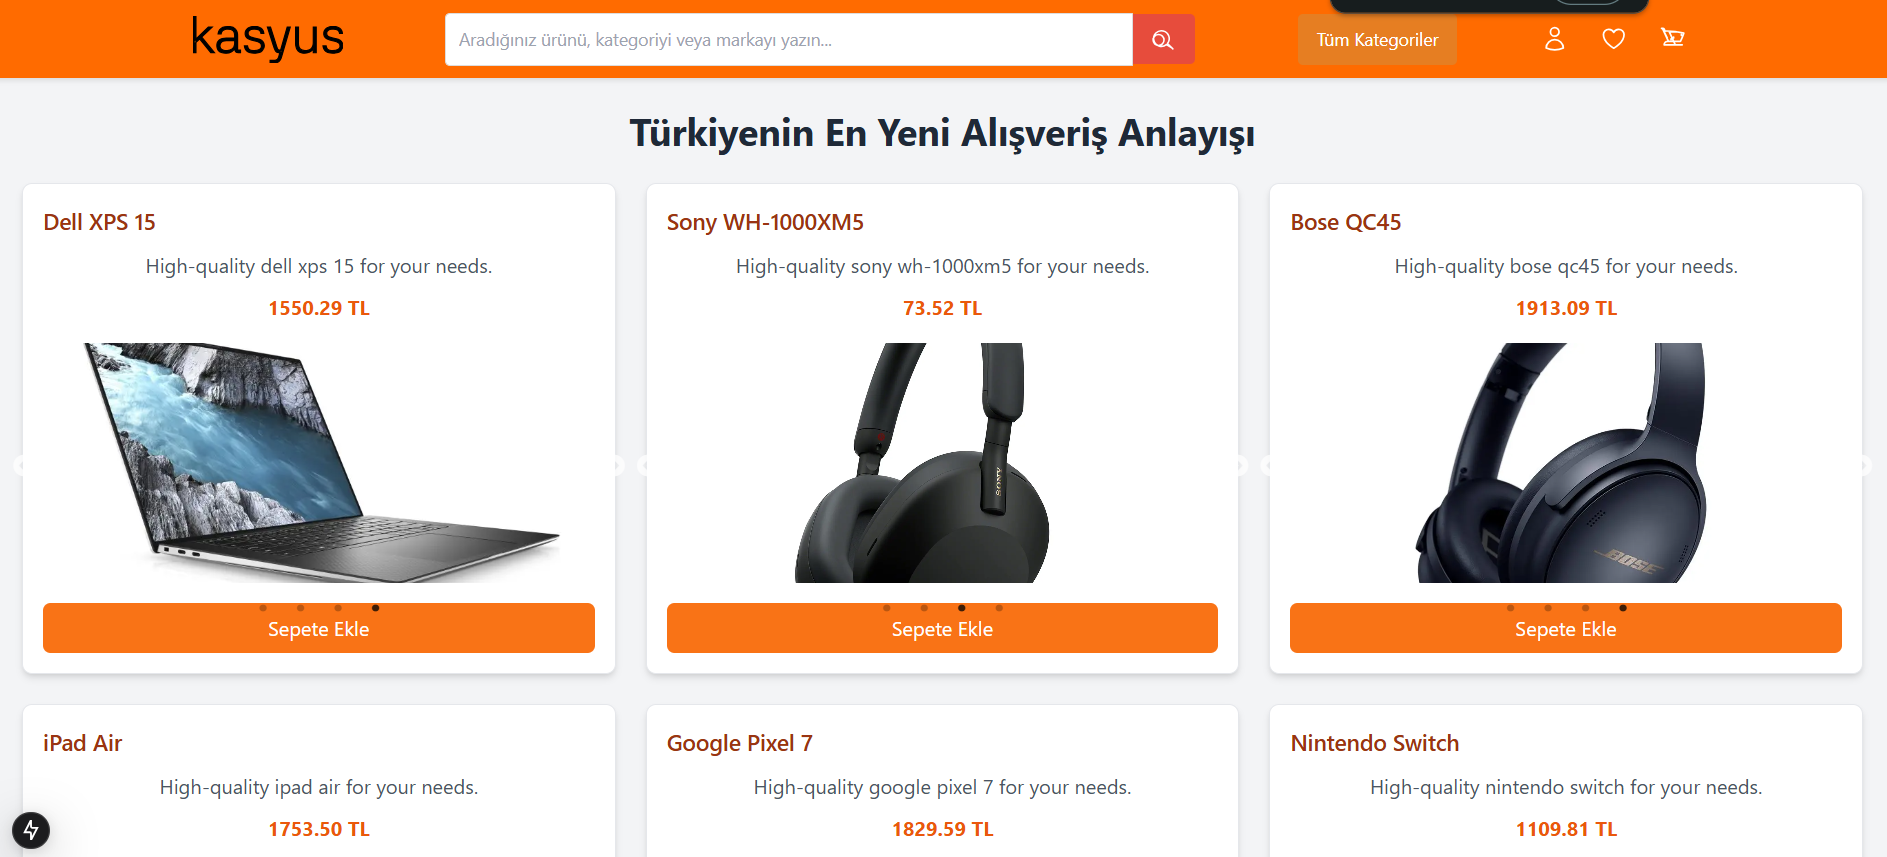 kasyus
Aradığınız ürünü, kategoriyi veya markayı yazın...
Tüm Kategoriler
Türkiyenin En Yeni Alışveriş Anlayışı
Dell XPS 15
High-quality dell xps 15 for your needs.
1550.29 TL
Sepete Ekle
Sony WH-1000XM5
High-quality sony wh-1000xm5 for your needs.
73.52 TL
SONY
Sepete Ekle
Bose QC45
High-quality bose qc45 for your needs.
1913.09 TL
BOSE
Sepete Ekle
iPad Air
High-quality ipad air for your needs.
1753.50 TL
Google Pixel 7
High-quality google pixel 7 for your needs.
1829.59 TL
Nintendo Switch
High-quality nintendo switch for your needs.
1109.81 TL